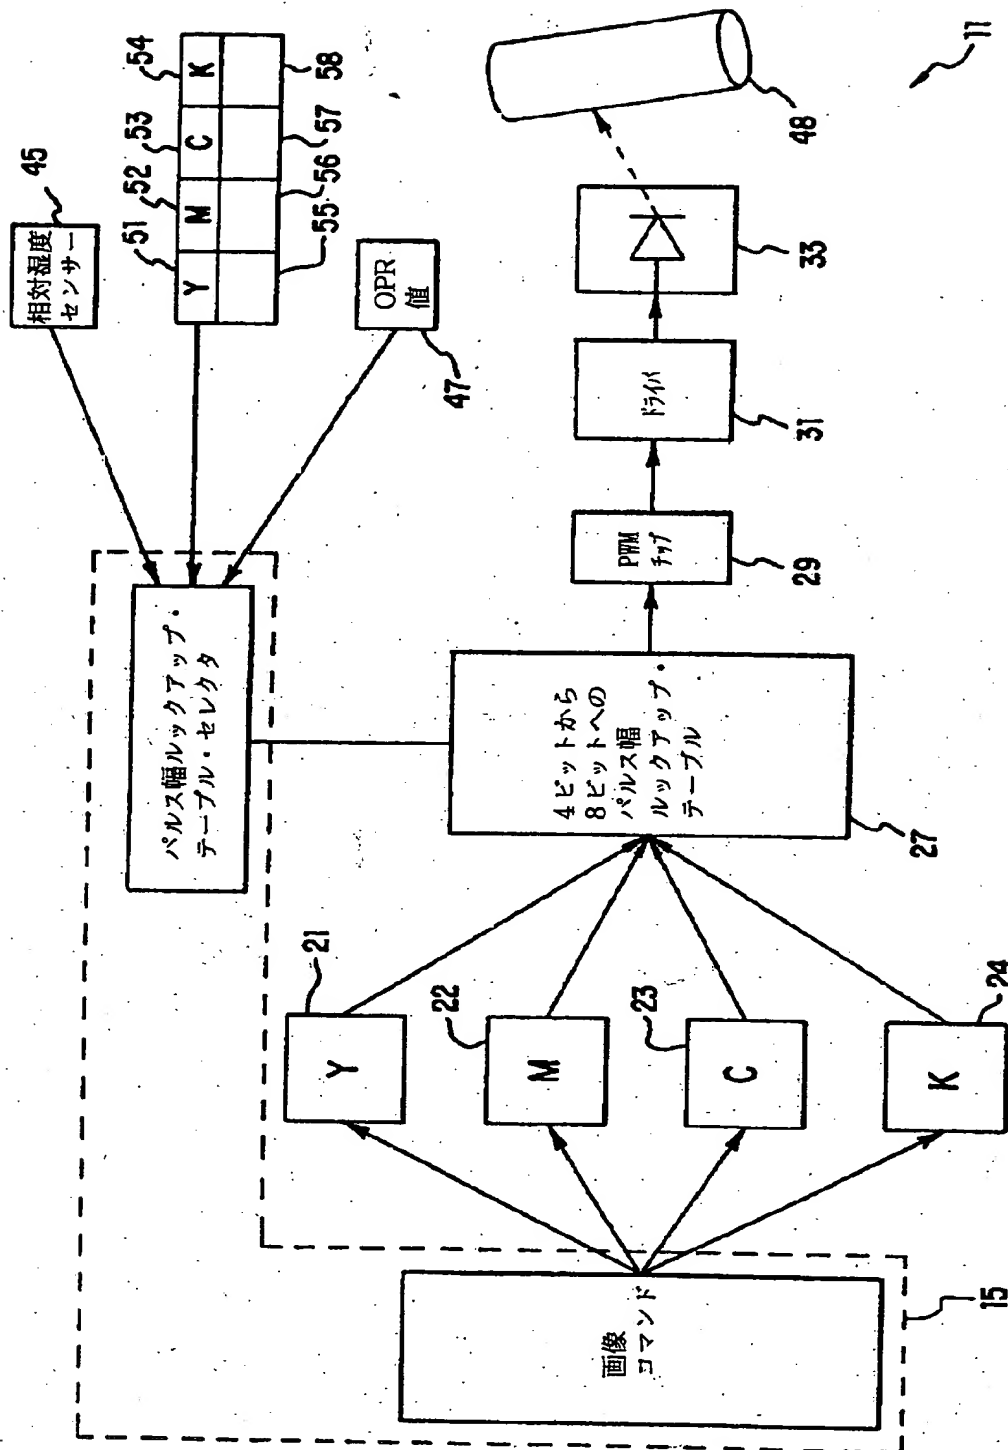 相対湿度
センサー
45
51
52
53
54
Y
M
C
K
55
56
57
58
OPR
値
47
パルス幅ルックアップ・
テーブル・セレクタ
画像
コマンド
15
Y
21
M
22
C
23
K
24
4ビットから
8ビットへの
パルス幅
ルックアップ・
テーブル
27
PWM
チップ
29
ドライバ
31
33
48
11